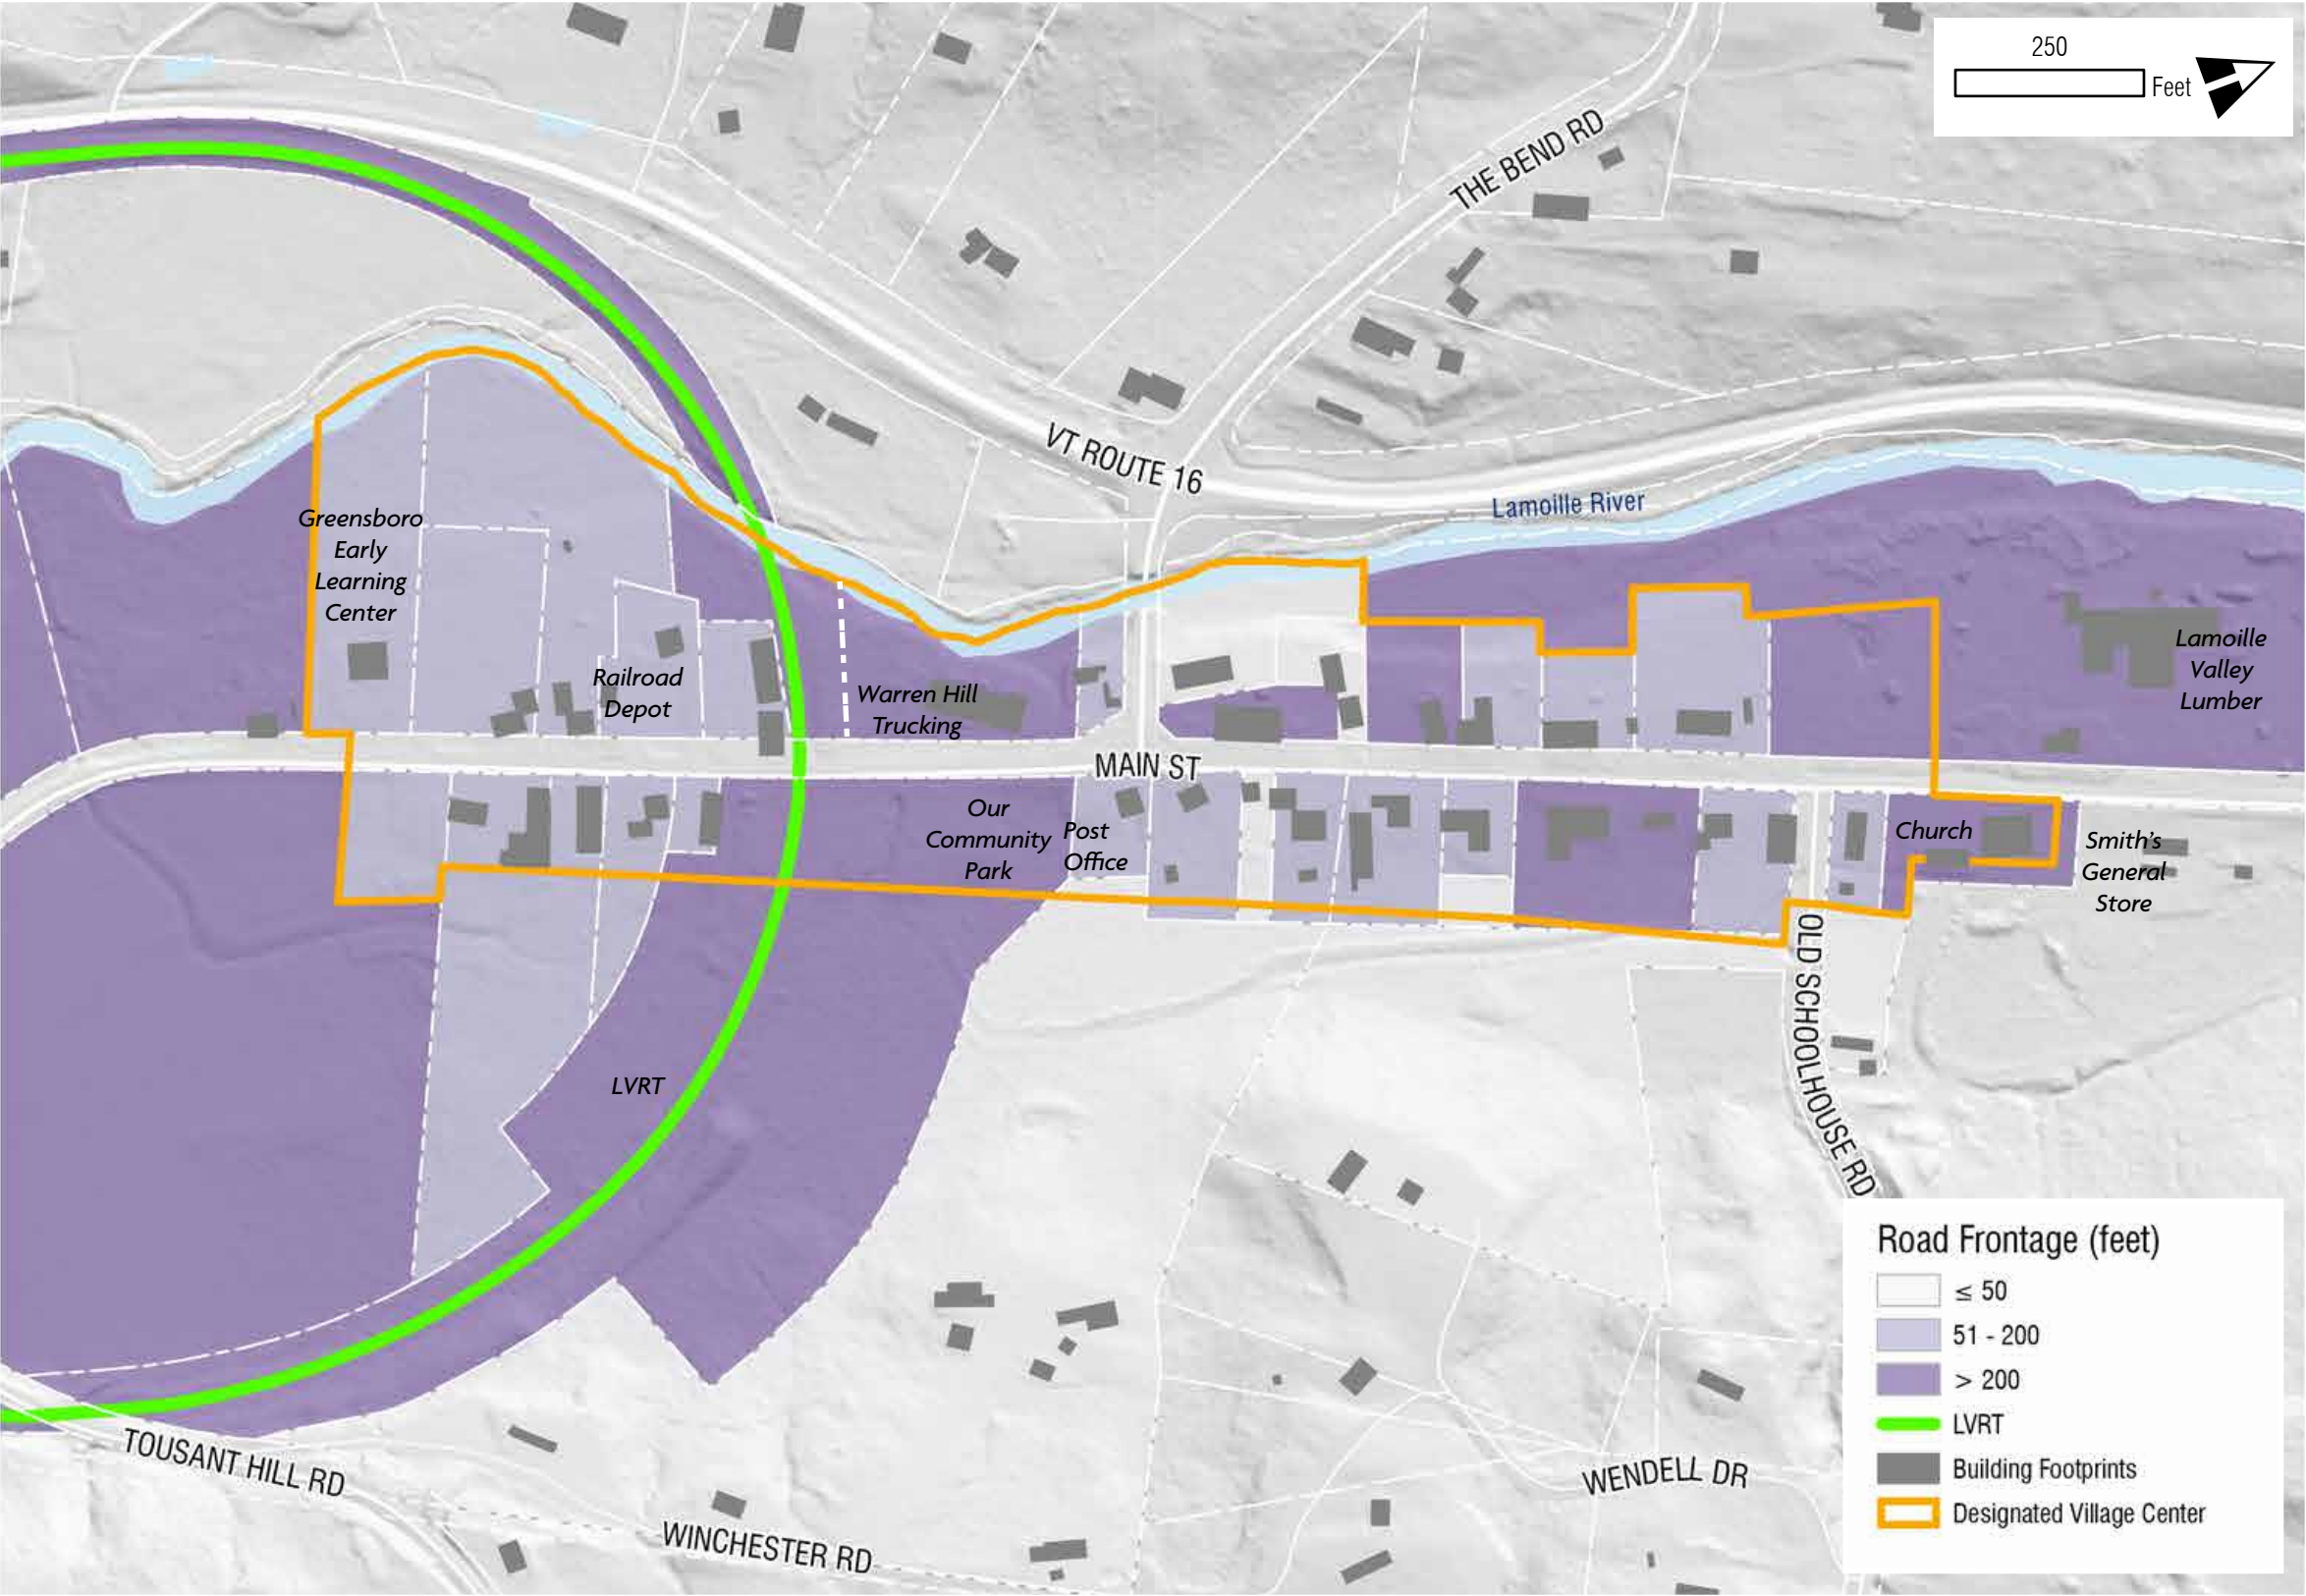 250
Feet
THE BEND RD
VT ROUTE 16
Lamoille River
Greensboro
Early
Learning
Center
Railroad
Depot
Warren Hill
Trucking
Lamoille
Valley
Lumber
MAIN ST
Our
Community
Park
Post
Office
Church
Smith’s
General
Store
OLD SCHOOLHOUSE RD
LVRT
TOUSANT HILL RD
WINCHESTER RD
WENDELL DR
Road Frontage (feet)
≤ 50
51 - 200
> 200
LVRT
Building Footprints
Designated Village Center